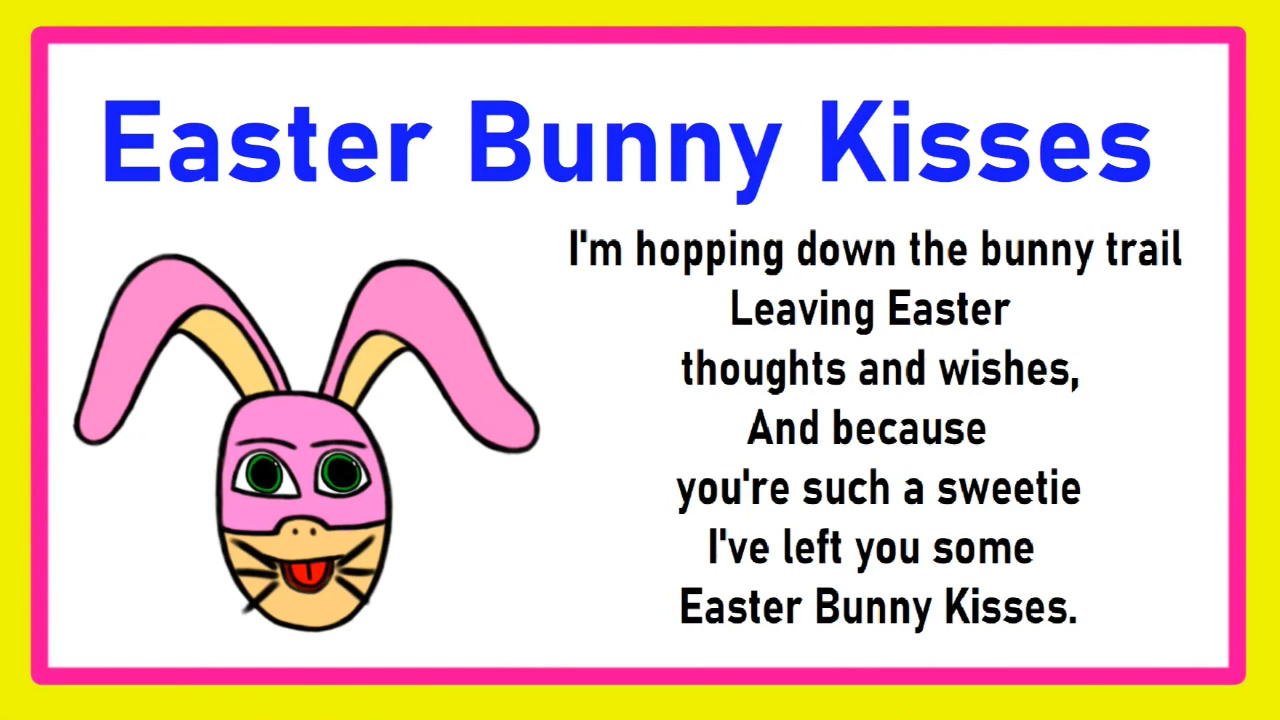 Easter Bunny Kisses
I'm hopping down the bunny trail
Leaving Easter
thoughts and wishes,
And because
you're such a sweetie
I've left you some
Easter Bunny Kisses.